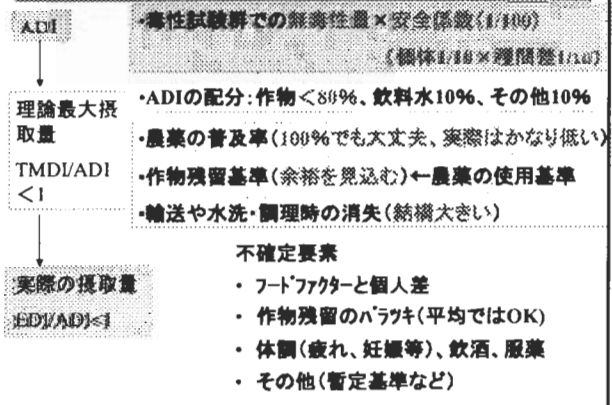 ADI
・毒性試験群での無毒性量×安全係数(1/100)
(個体1/10×種間差1/10)
理論最大摂
取量
TMDI/ADI
<1
・ADIの配分:作物<80%、飲料水10%、その他10%
・農薬の普及率(100%でも大丈夫、実際はかなり低い)
・作物残留基準(余裕を見込む)←農薬の使用基準
・輸送や水洗・調理時の消失(結構大きい)
実際の摂取量
EDI/ADI<1
不確定要素
・ フードファクターと個人差
・ 作物残留のバラツキ(平均ではOK)
・ 体調(疲れ、妊娠等)、飲酒、服薬
・ その他(暫定基準など)